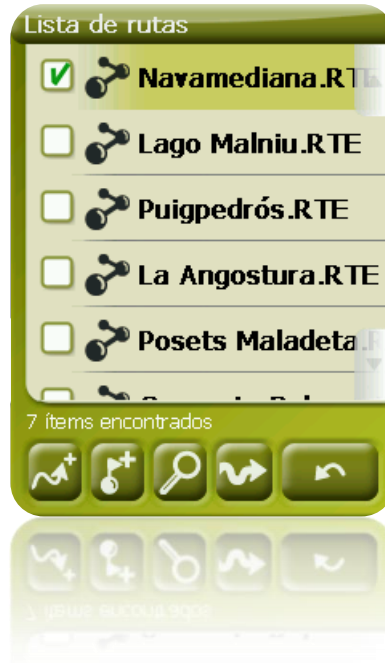 Lista de rutas
Navamediana.RTE
Lago Malniu.RTE
Puigpedrós.RTE
La Angostura.RTE
Posets Maladeta.R
7 ítems encontrados